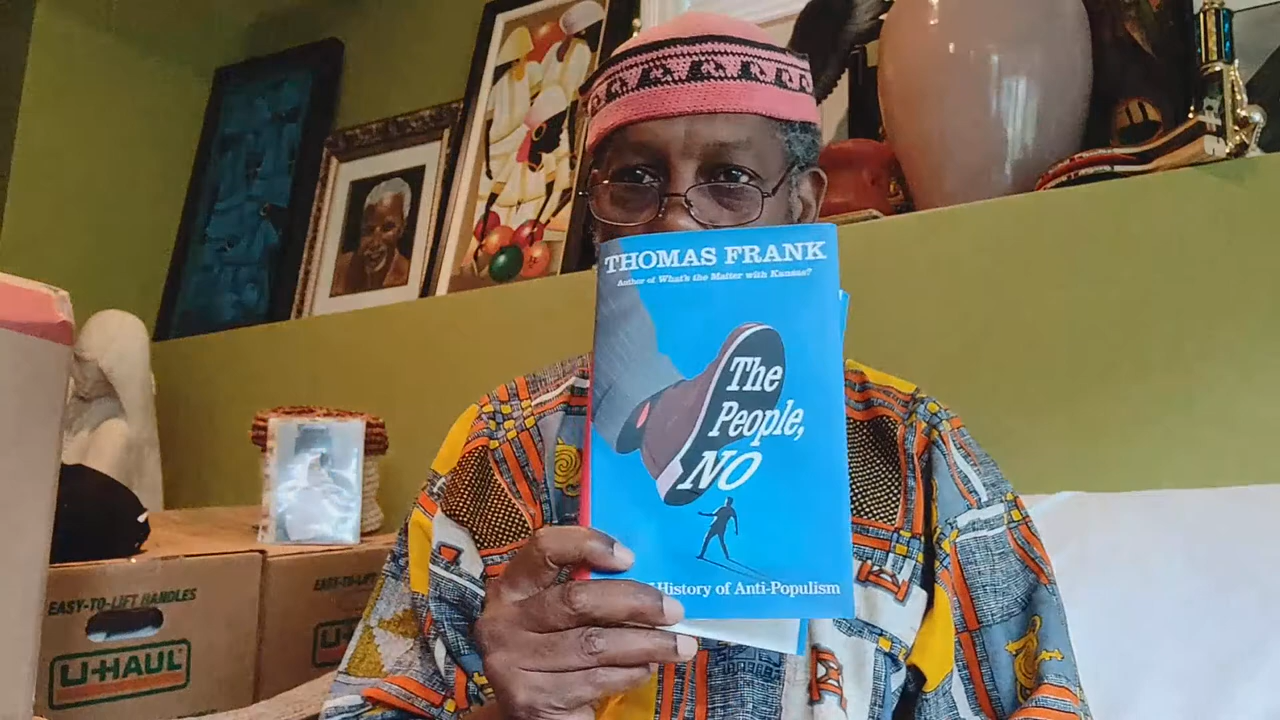 THOMAS FRANK
Author of What's the Matter with Kansas?
The
People,
NO
History of Anti-Populism
EASY-TO-LIFT HANDLES
U-HAUL
EASY-TO-LIFT